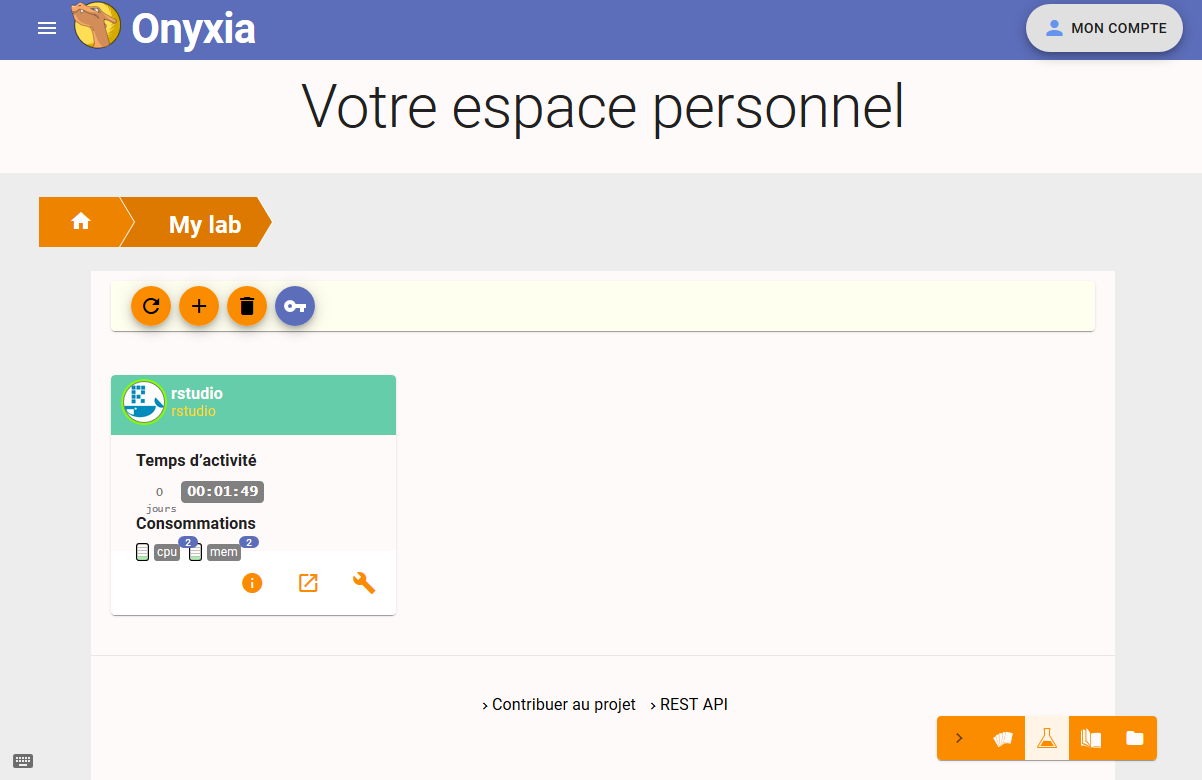 Onyxia
MON COMPTE
Votre espace personnel
My lab
rstudio
rstudio
Temps d’activité
0 00:01:49
jours
Consommations
cpu 2 mem 2
› Contribuer au projet › REST API